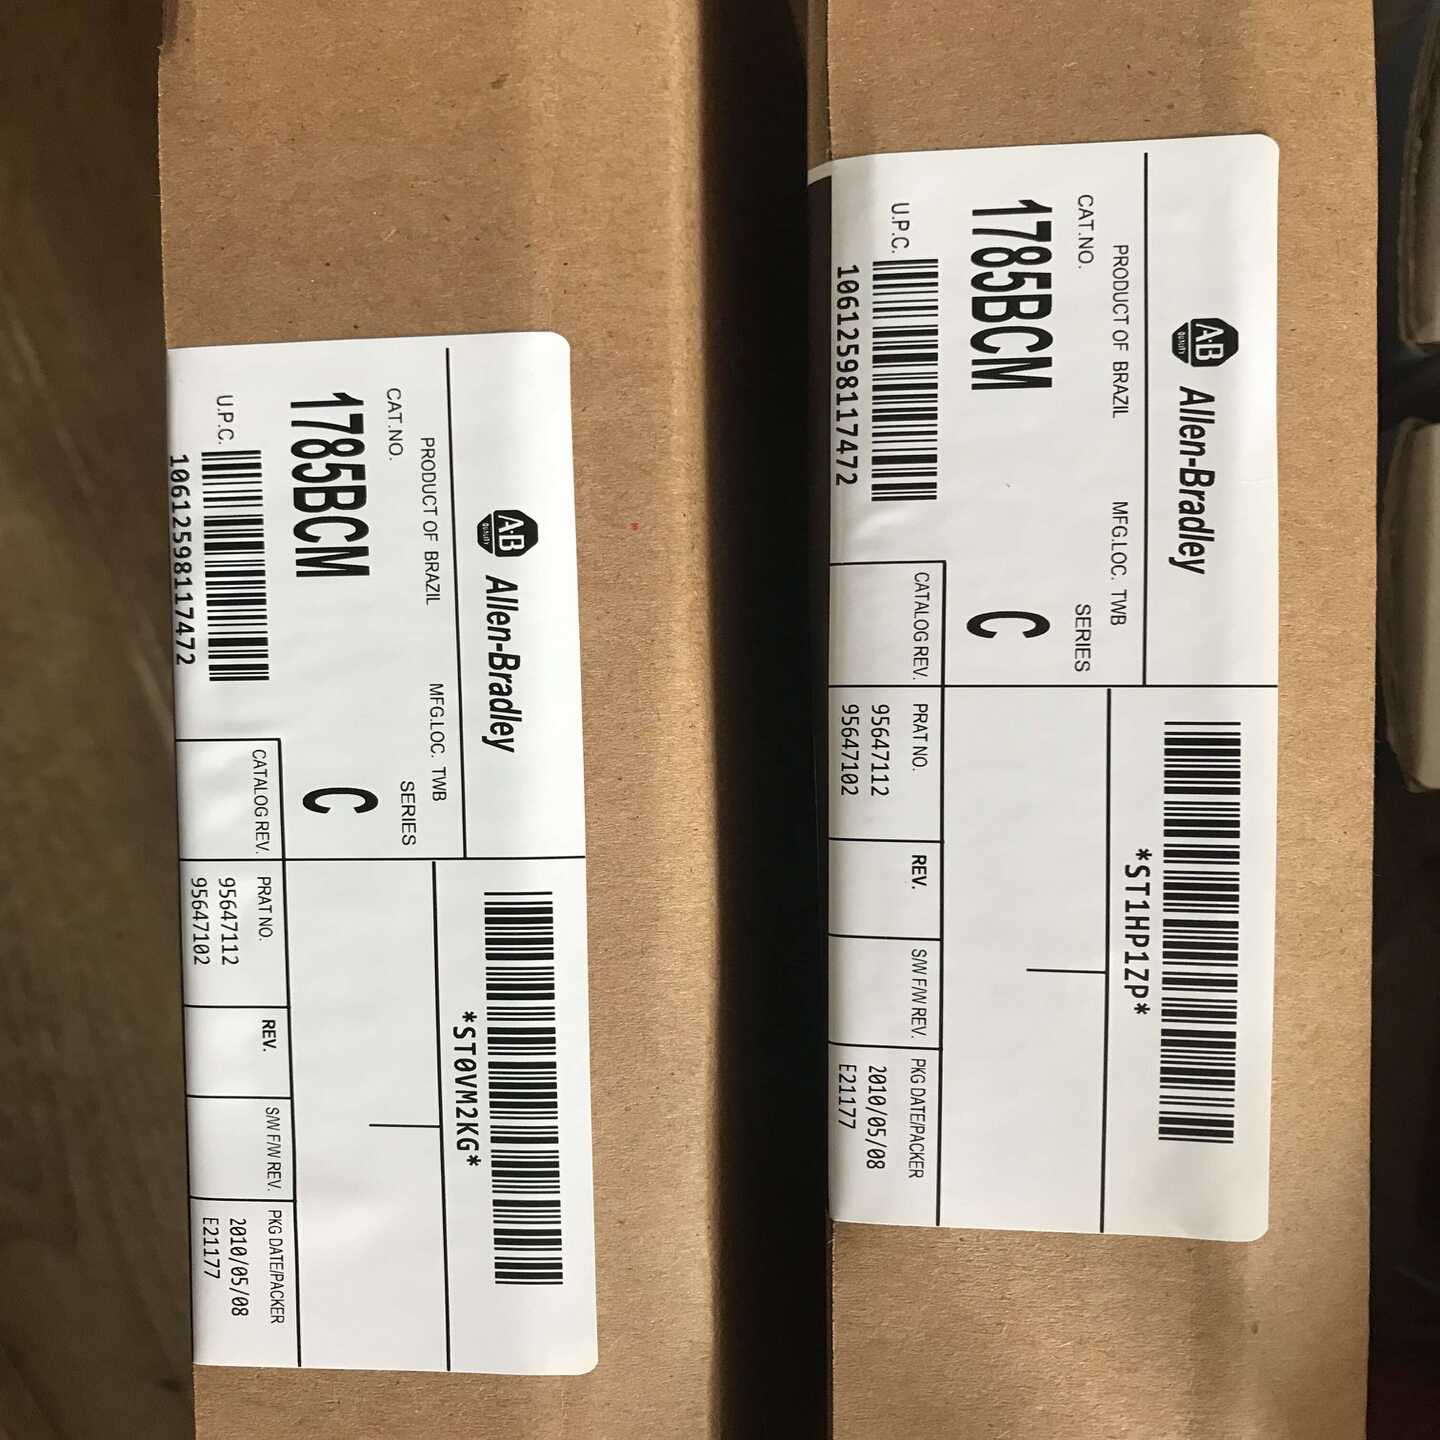 A·B
QUALITY
Allen-Bradley
PRODUCT OF BRAZIL
MFG.LOC. TWB
CAT.NO.
SERIES
1785BCM
C
U.P.C.
10612598117472
CATALOG REV.
PRAT NO.
95647112
95647102
REV.
S/W F/W REV.
PKG DATE/PACKER
2010/05/08
E21177
*ST0VM2KG*
A·B
QUALITY
Allen-Bradley
PRODUCT OF BRAZIL
MFG.LOC. TWB
CAT.NO.
SERIES
1785BCM
C
U.P.C.
10612598117472
CATALOG REV.
PRAT NO.
95647112
95647102
REV.
S/W F/W REV.
PKG DATE/PACKER
2010/05/08
E21177
*ST1HP1ZP*